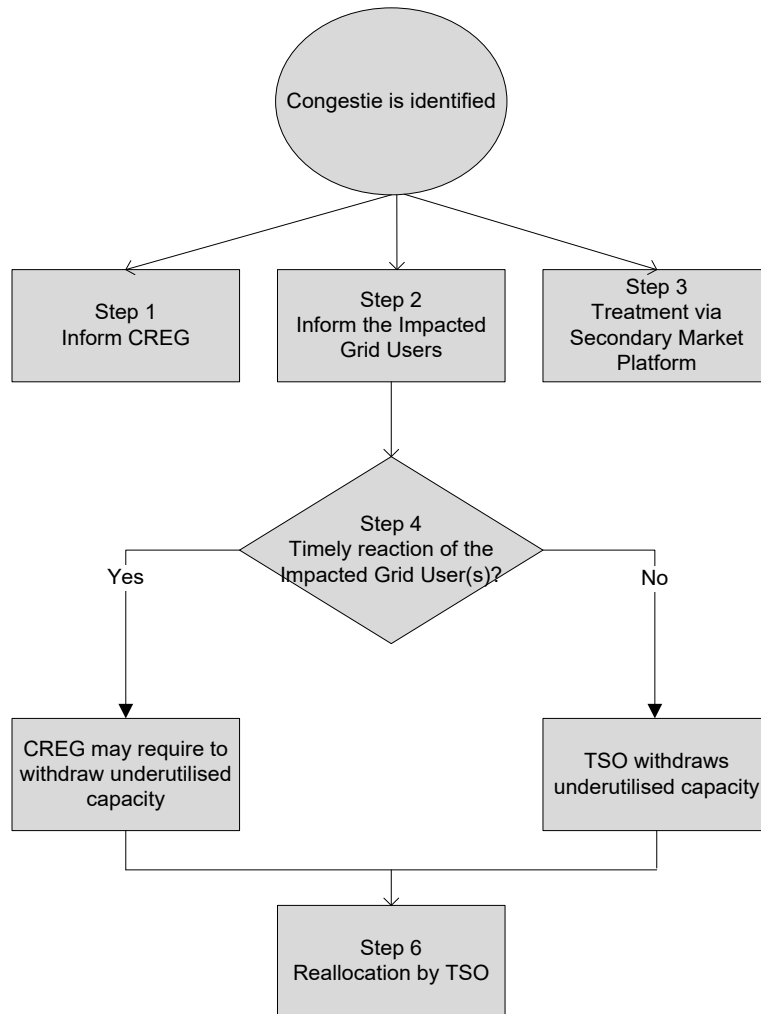 Congestie is identified
Step 1
Inform CREG
Step 2
Inform the Impacted
Grid Users
Step 3
Treatment via
Secondary Market
Platform
Step 4
Timely reaction of the
Impacted Grid User(s)?
Yes
No
CREG may require to
withdraw underutilised
capacity
TSO withdraws
underutilised capacity
Step 6
Reallocation by TSO